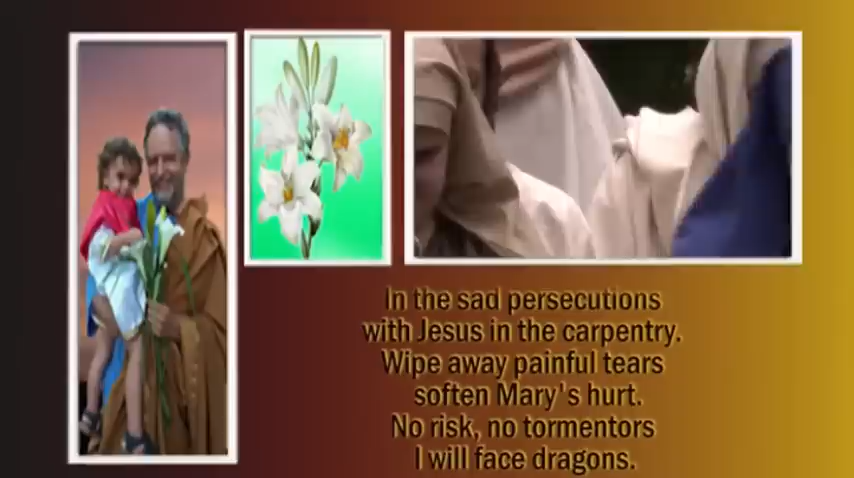 In the sad persecutions
with Jesus in the carpentry.
Wipe away painful tears
soften Mary's hurt.
No risk, no tormentors
I will face dragons.